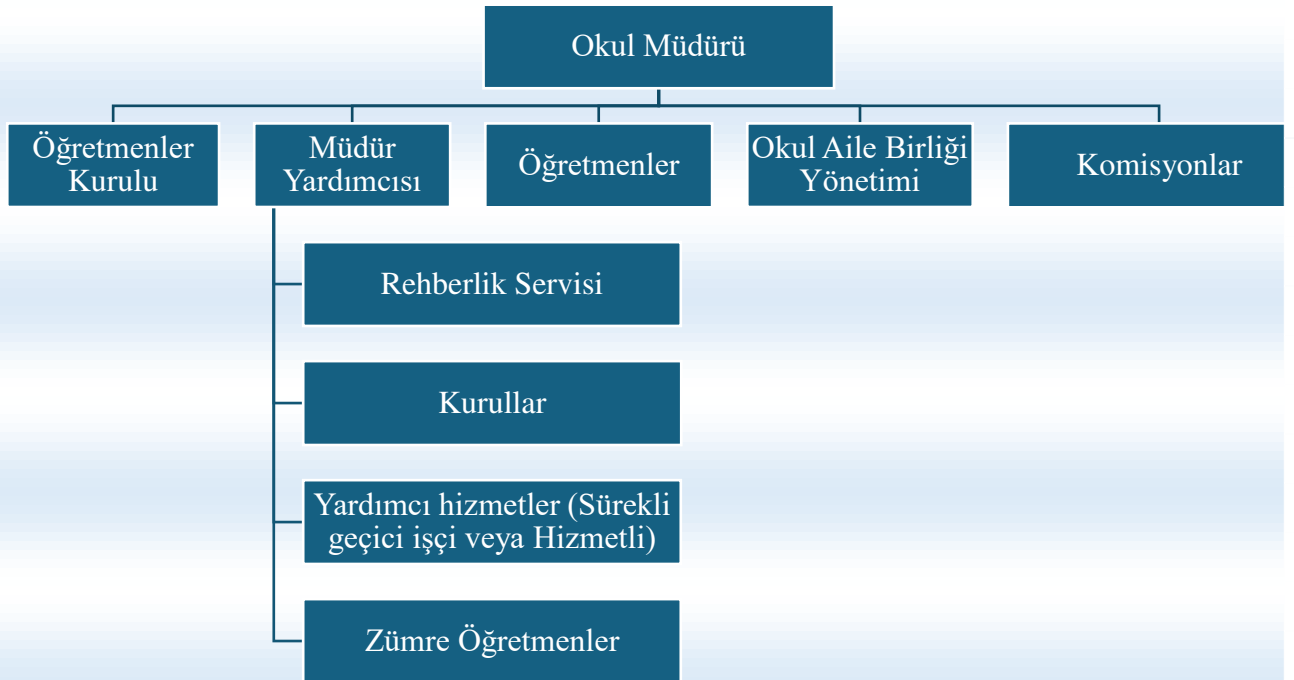 Okul Müdürü
Öğretmenler
Kurulu
Müdür
Yardımcısı
Öğretmenler
Okul Aile Birliği
Yönetimi
Komisyonlar
Rehberlik Servisi
Kurullar
Yardımcı hizmetler (Sürekli
geçici işçi veya Hizmetli)
Zümre Öğretmenler